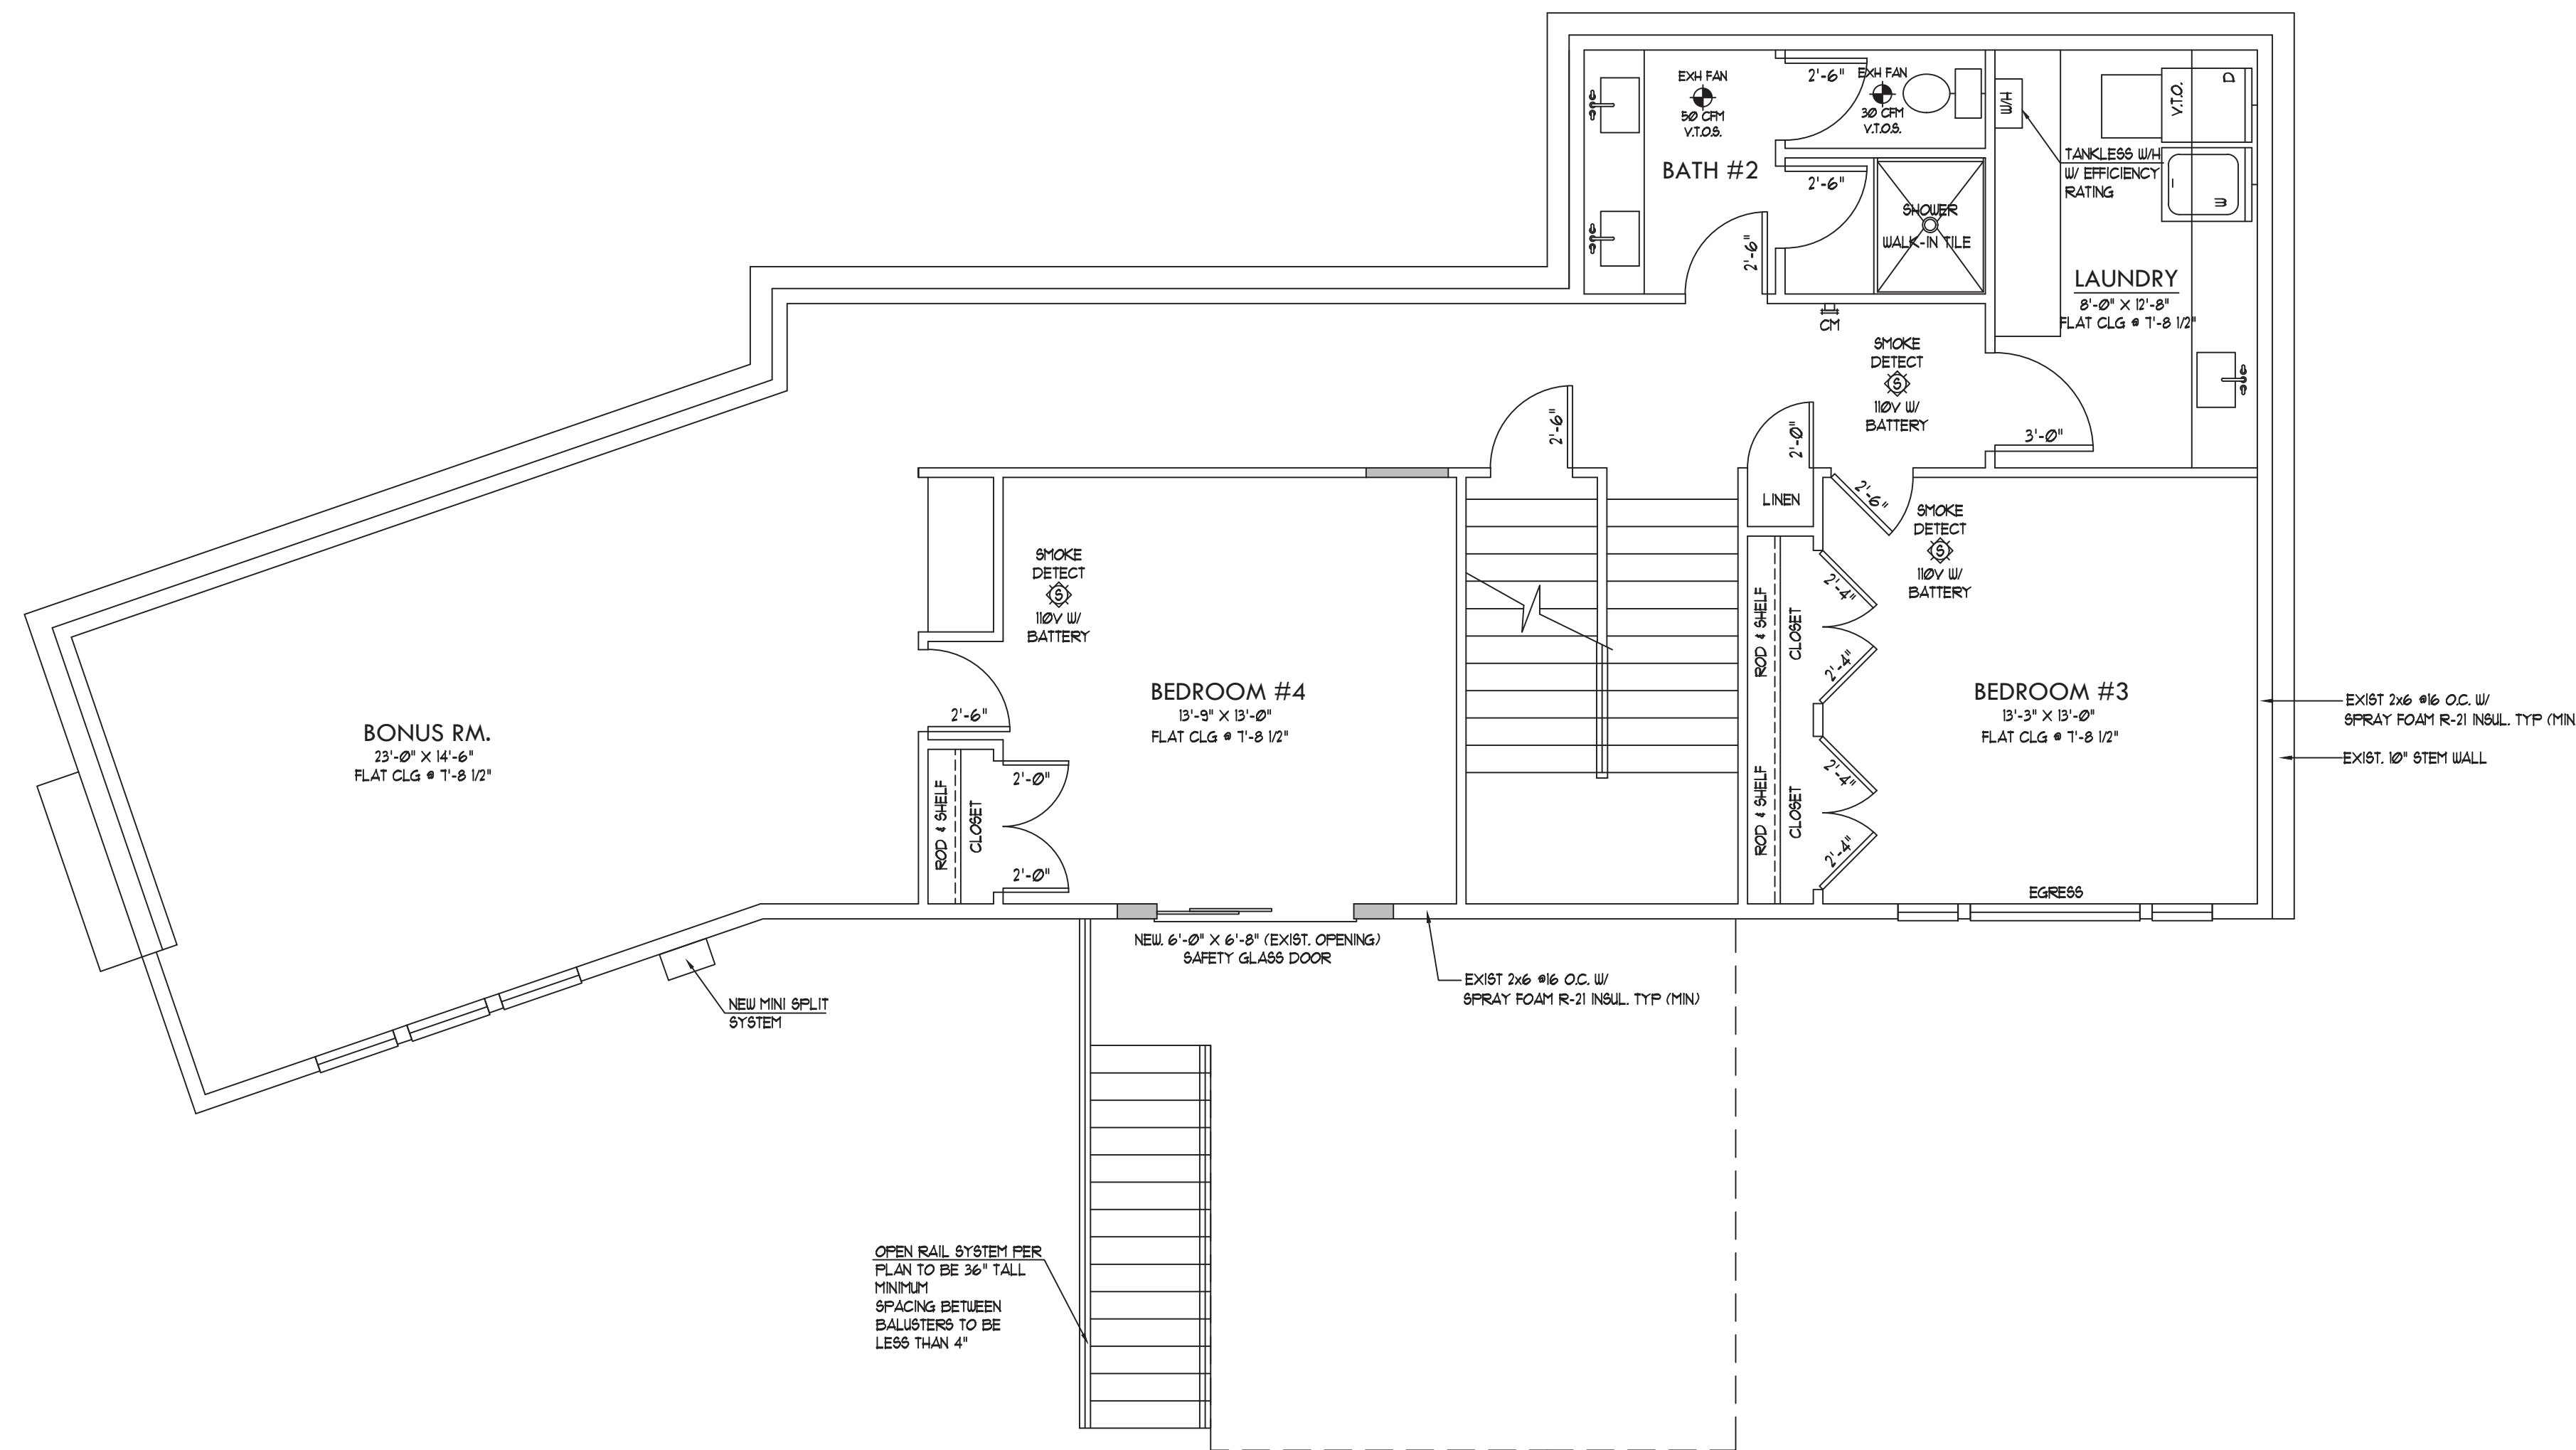 EXH FAN
50 CFM
V.T.O.S.
BATH #2
2'-6"
EXH FAN
30 CFM
V.T.O.S.
2'-6"
2'-6"
SHOWER
WALK-IN TILE
W/H
TANKLESS W/H
W/ EFFICIENCY
RATING
V.T.O.
D
W
LAUNDRY
8'-0" X 12'-8"
FLAT CLG @ 7'-8 1/2"
CM
SMOKE
DETECT
S
110V W/
BATTERY
3'-0"
2'-6"
2'-0"
LINEN
2'-6"
SMOKE
DETECT
S
110V W/
BATTERY
SMOKE
DETECT
S
110V W/
BATTERY
2'-4"
2'-4"
2'-4"
2'-4"
ROD & SHELF
CLOSET
ROD & SHELF
CLOSET
BEDROOM #3
13'-3" X 13'-0"
FLAT CLG @ 7'-8 1/2"
EGRESS
EXIST 2x6 @16 O.C. W/
SPRAY FOAM R-21 INSUL. TYP (MIN
EXIST. 10" STEM WALL
BEDROOM #4
13'-9" X 13'-0"
FLAT CLG @ 7'-8 1/2"
2'-6"
2'-0"
2'-0"
ROD & SHELF
CLOSET
BONUS RM.
23'-0" X 14'-6"
FLAT CLG @ 7'-8 1/2"
NEW. 6'-0" X 6'-8" (EXIST. OPENING)
SAFETY GLASS DOOR
EXIST 2x6 @16 O.C. W/
SPRAY FOAM R-21 INSUL. TYP (MIN)
NEW MINI SPLIT
SYSTEM
OPEN RAIL SYSTEM PER
PLAN TO BE 36" TALL
MINIMUM
SPACING BETWEEN
BALUSTERS TO BE
LESS THAN 4"